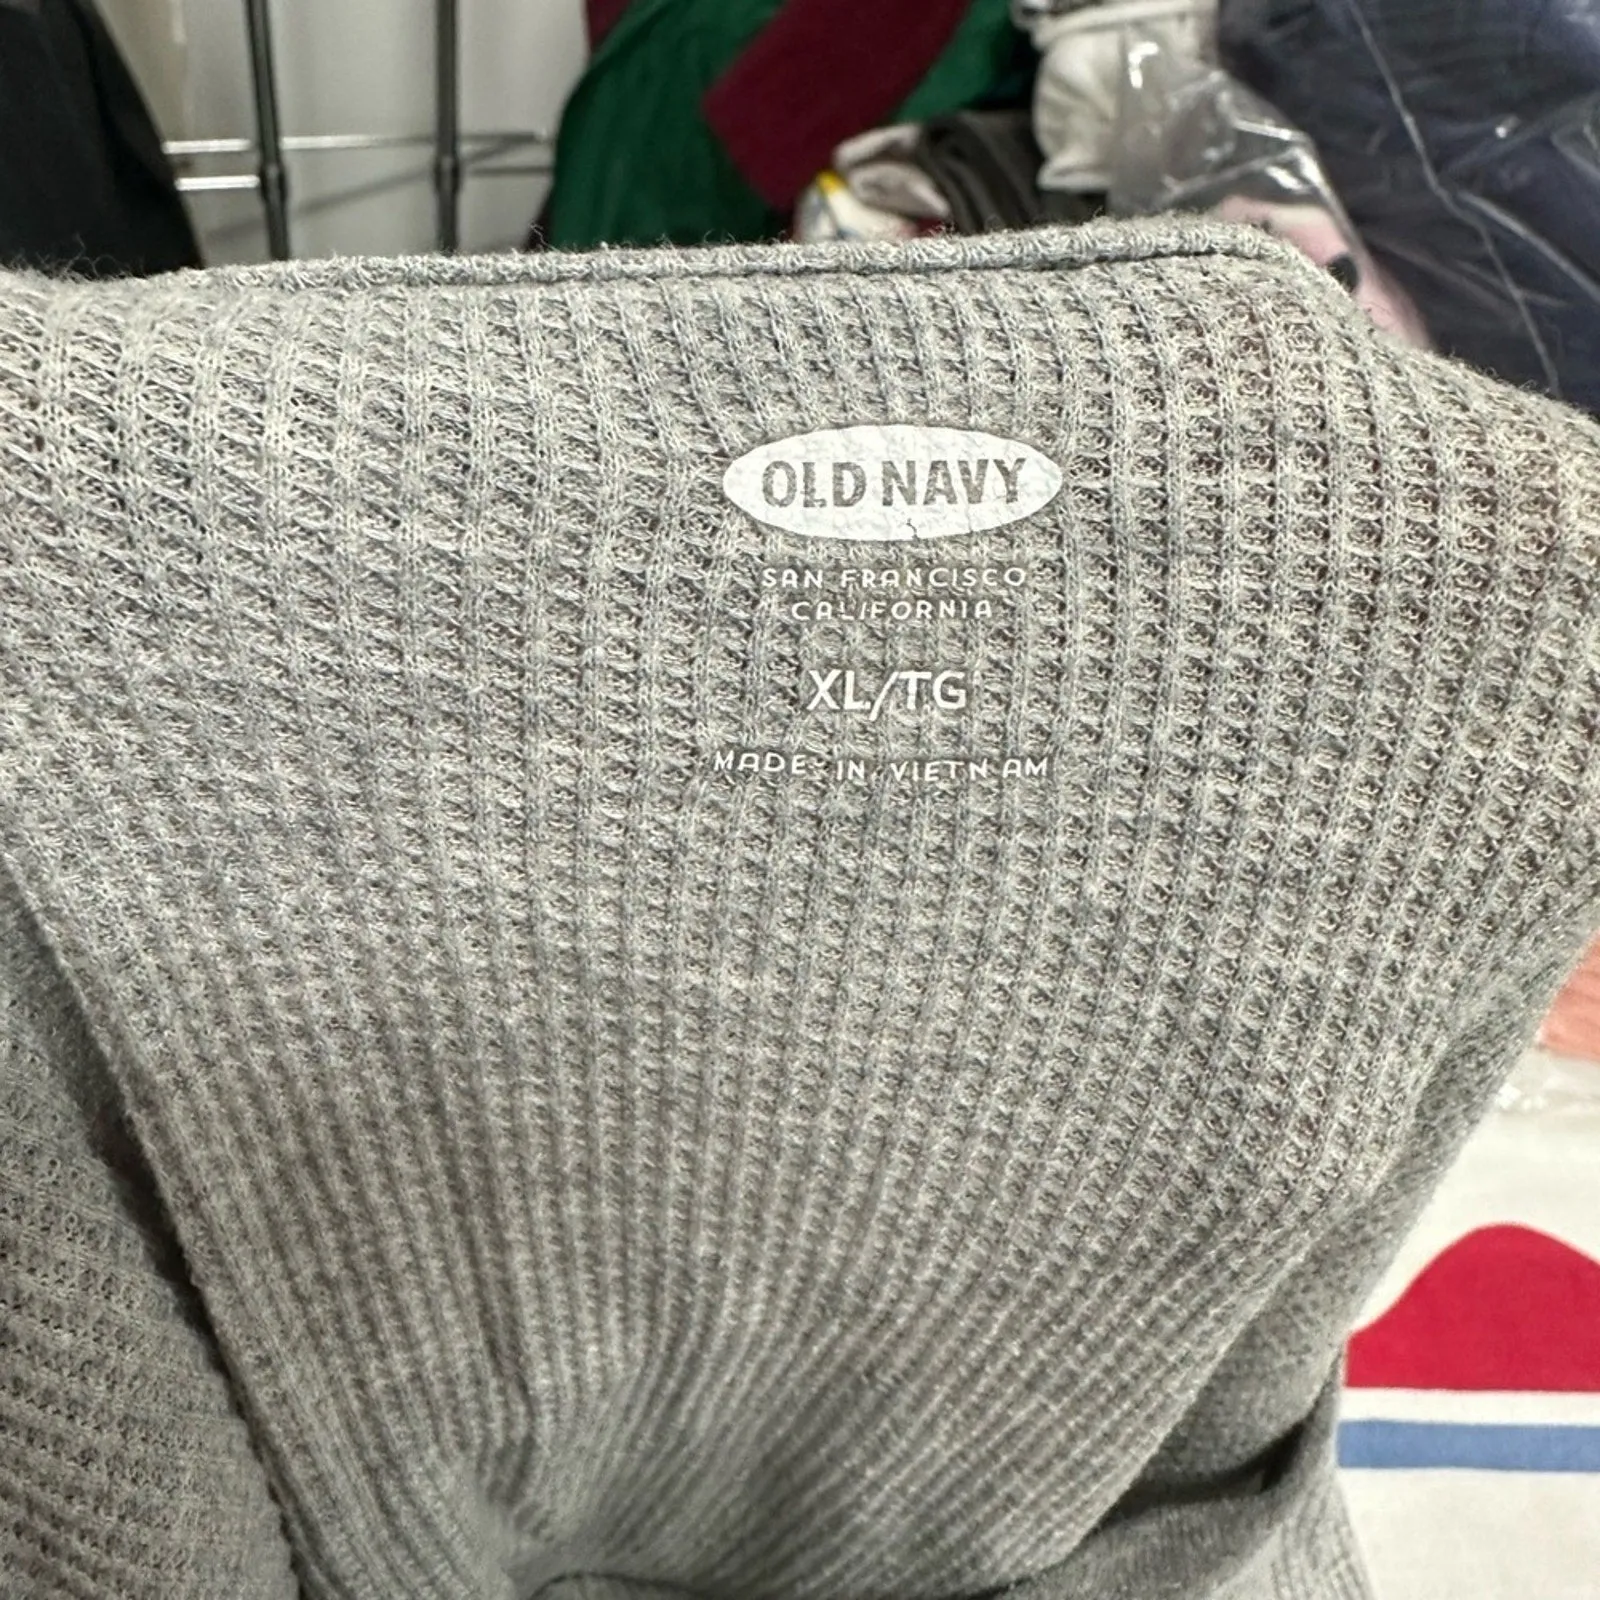 OLD NAVY
SAN FRANCISCO
CALIFORNIA
XL/TG
MADE IN VIETNAM